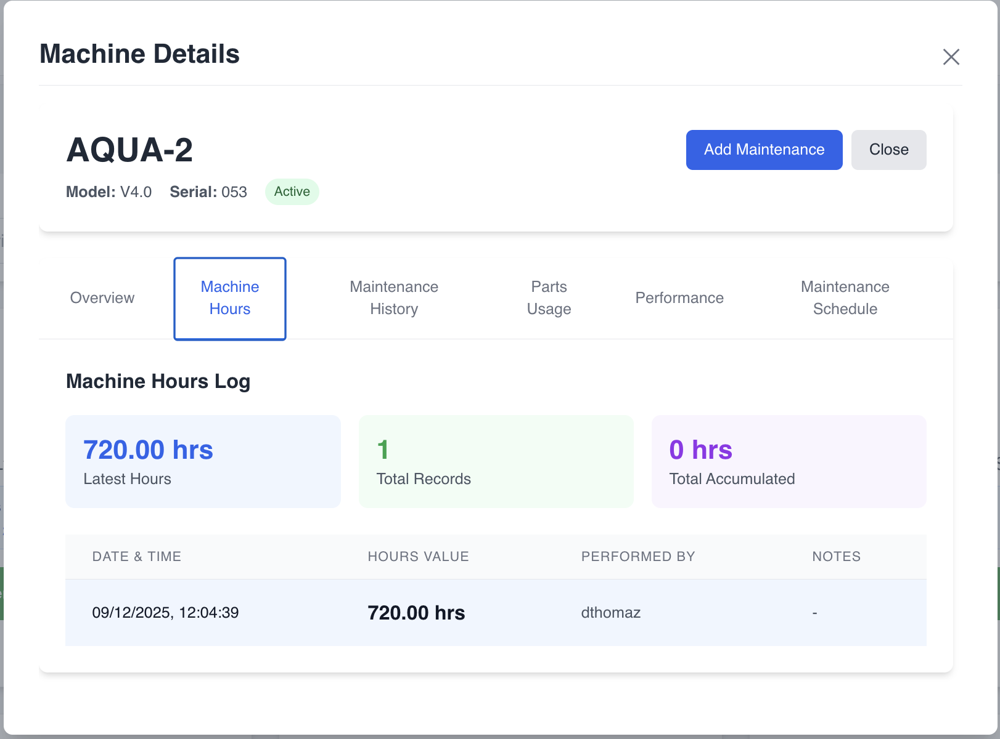 Machine Details
AQUA-2
Add Maintenance
Close
Model: V4.0 Serial: 053 Active
Overview
Machine
Hours
Maintenance
History
Parts
Usage
Performance
Maintenance
Schedule
Machine Hours Log
720.00 hrs
Latest Hours
1
Total Records
0 hrs
Total Accumulated
DATE & TIME HOURS VALUE PERFORMED BY NOTES
09/12/2025, 12:04:39 720.00 hrs dthomaz -